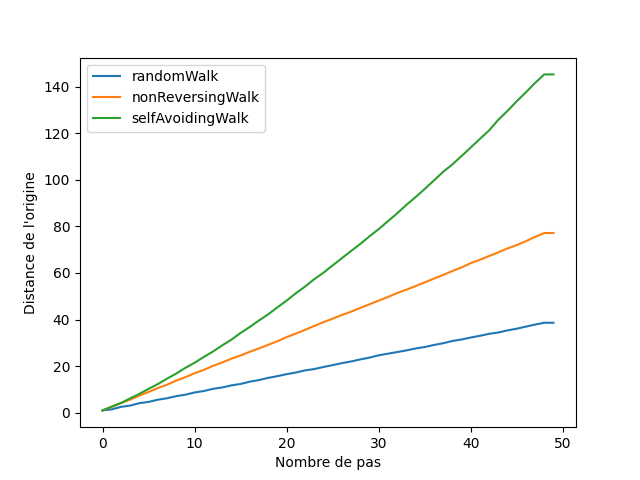 randomWalk
nonReversingWalk
selfAvoidingWalk
140
120
100
80
60
40
20
0
Distance de l'origine
0 10 20 30 40 50
Nombre de pas